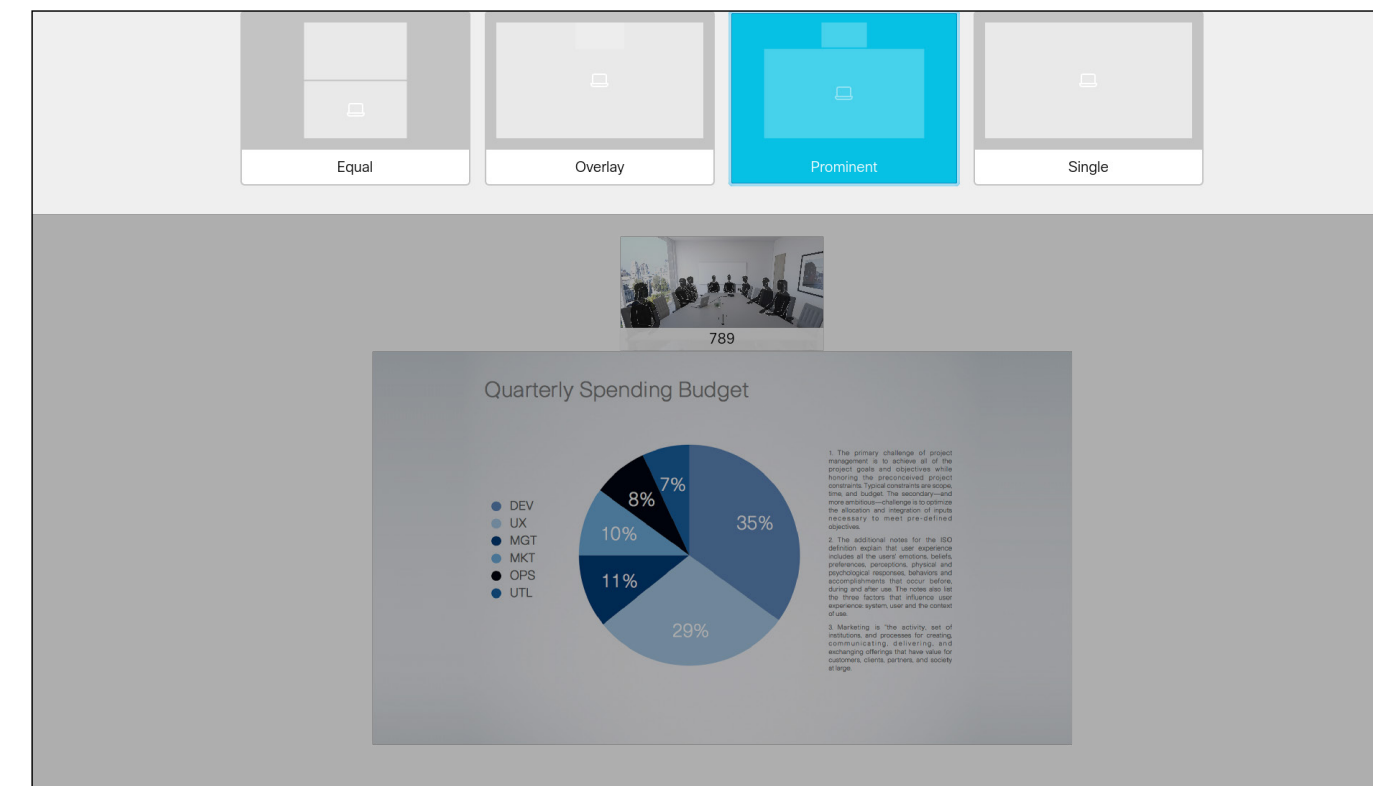 Equal
Overlay
Prominent
Single
789
Quarterly Spending Budget
DEV
UX
MGT
MKT
OPS
UTL
35%
29%
11%
10%
8%
7%
1. The primary challenge of project
management is to achieve all of the
project goals and objectives while
honoring the preconceived project
constraints. Typical constraints are scope,
time, and budget. The secondary—and
more ambitious—challenge is to optimize
the allocation and integration of inputs
necessary to meet pre-defined
objectives.
2. The additional notes for the ISO
definition explain that user experience
includes all the users' emotions, beliefs,
preferences, perceptions, physical and
psychological responses, behaviors and
accomplishments that occur before,
during and after use. The notes also list
the three factors that influence user
experience: system, user and the context
of use.
3. Marketing is "the activity, set of
institutions, and processes for creating,
communicating, delivering, and
exchanging offerings that have value for
customers, clients, partners, and society
at large.